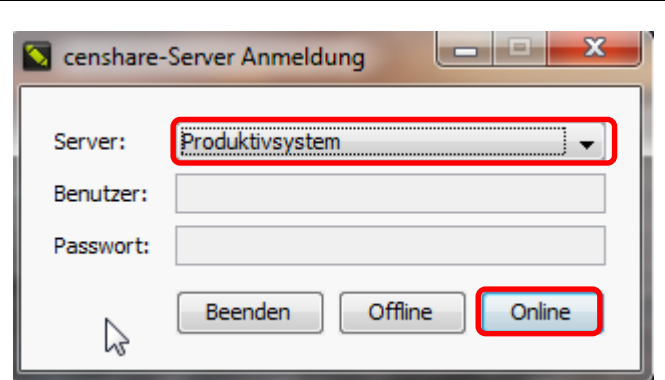 censhare-Server Anmeldung
Server: Produktivsystem
Benutzer:
Passwort:
Beenden Offline Online